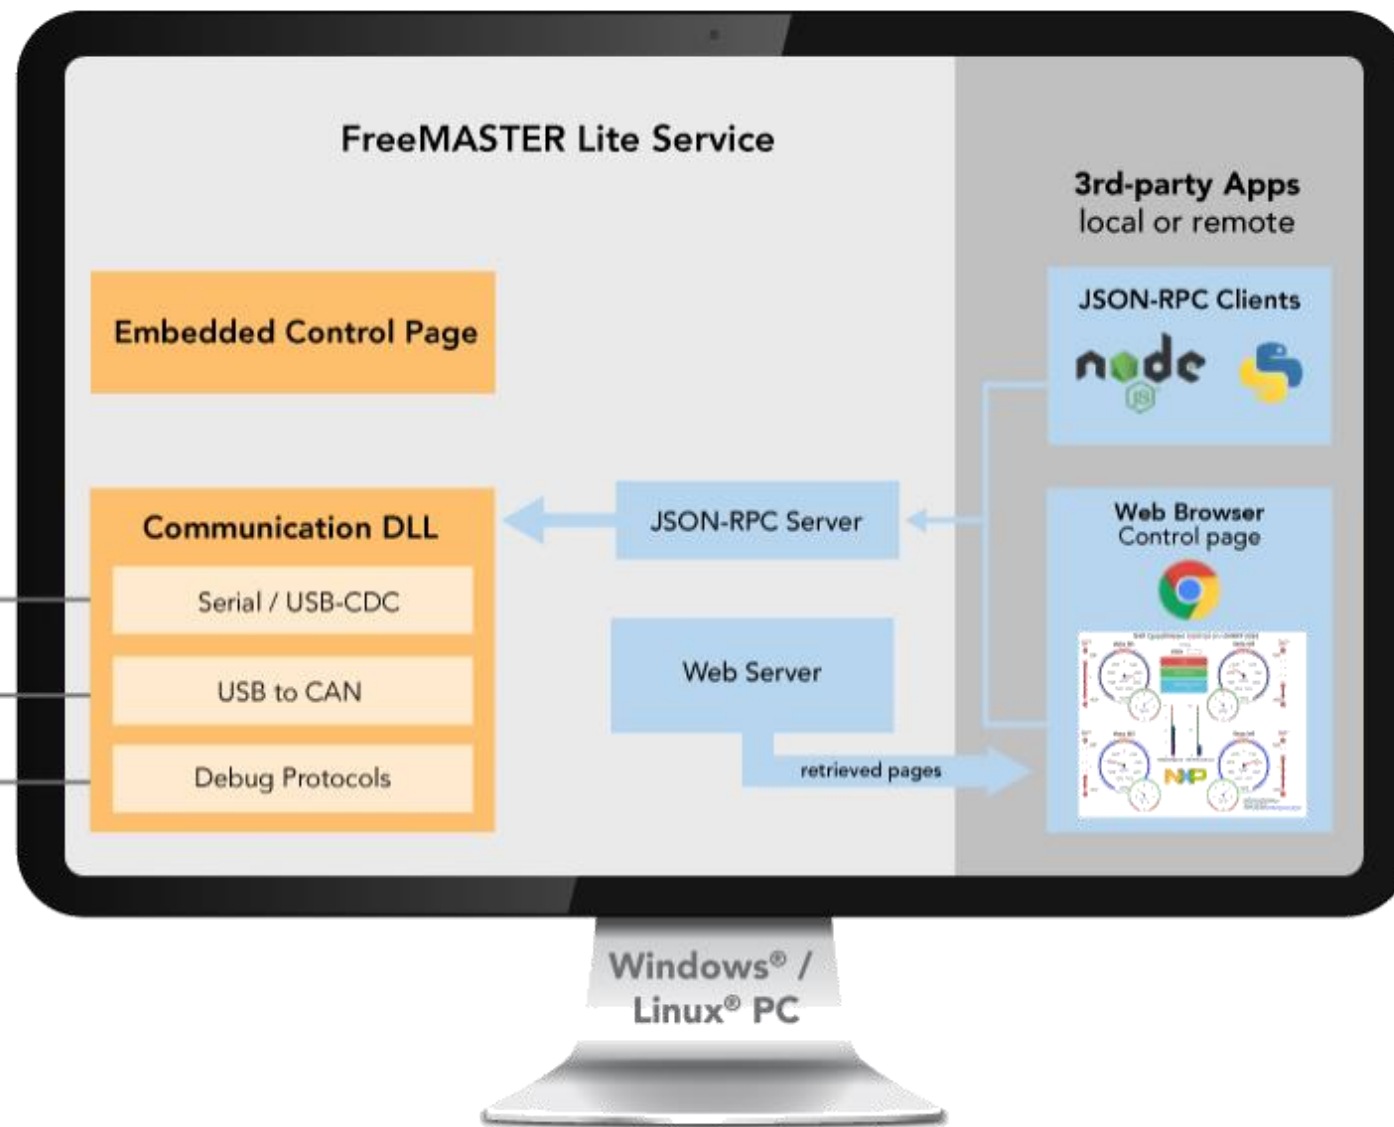 FreeMASTER Lite Service
3rd-party Apps
local or remote
Embedded Control Page
JSON-RPC Clients
node
JS
Communication DLL
Serial / USB-CDC
USB to CAN
Debug Protocols
JSON-RPC Server
Web Server
retrieved pages
Web Browser
Control page
NXP
Windows® /
Linux® PC